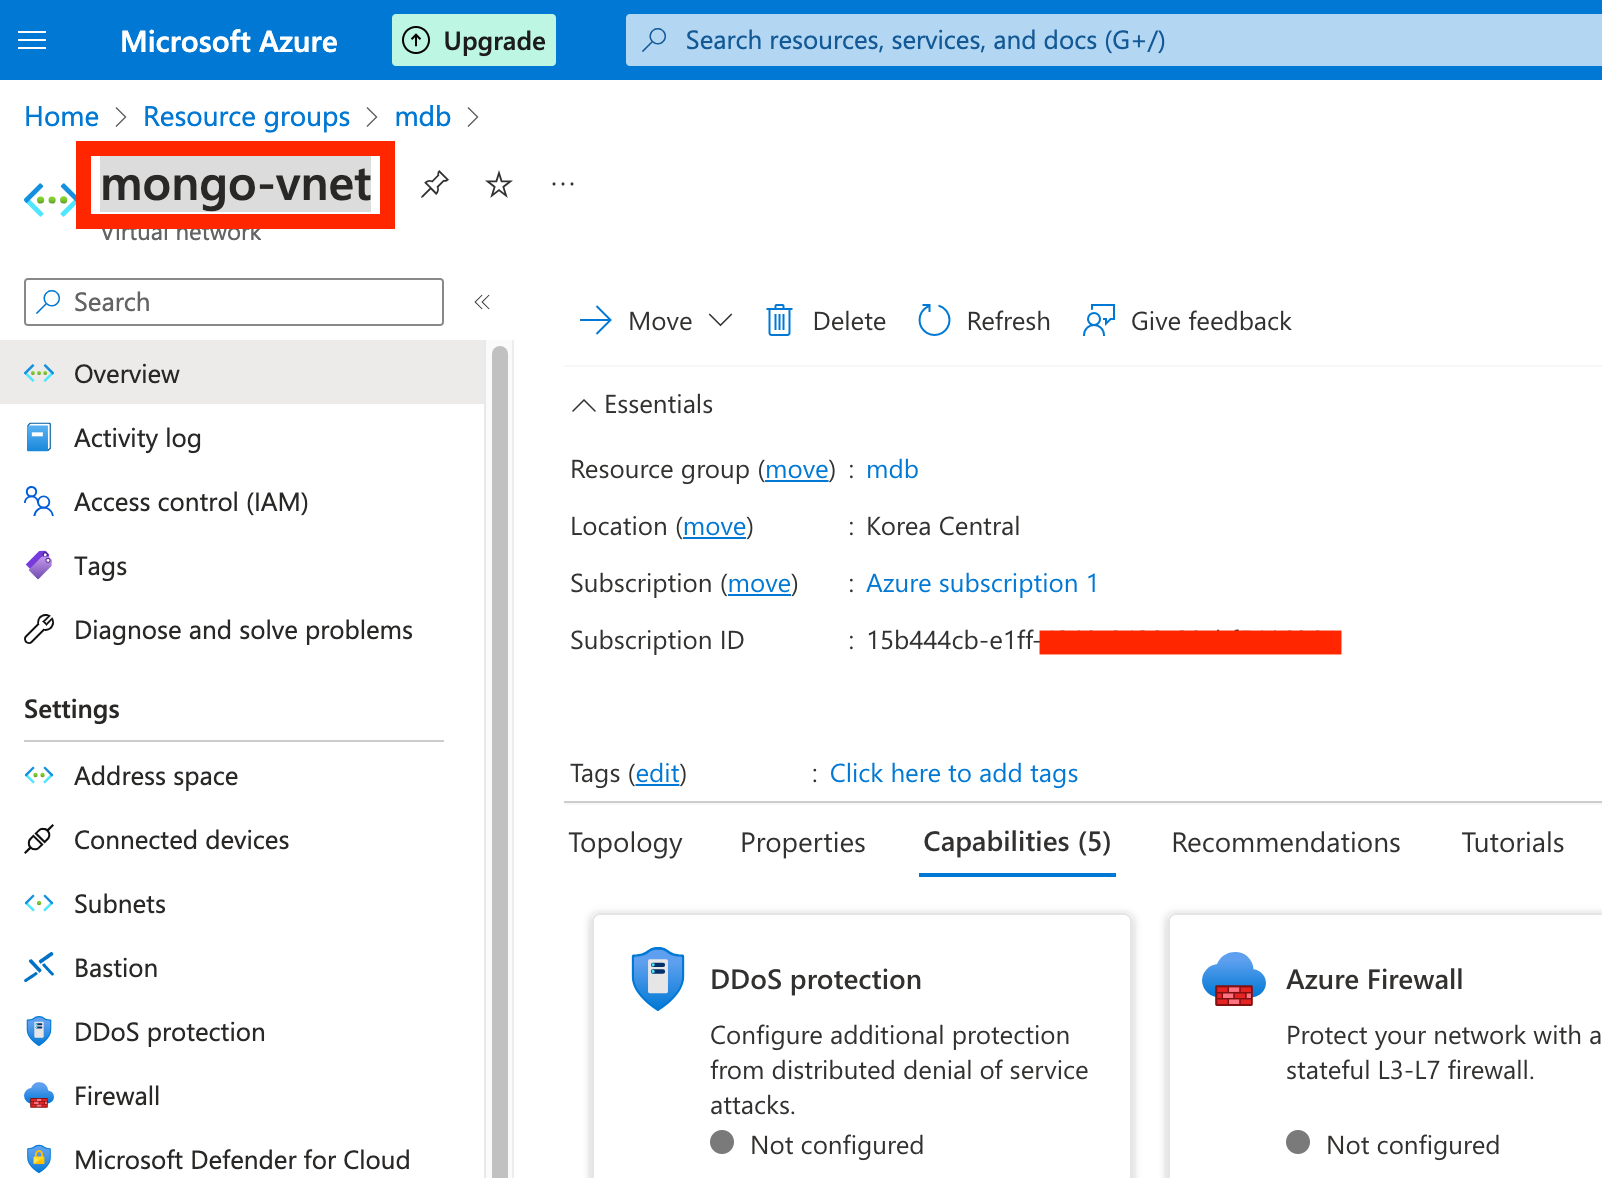 Microsoft Azure
Upgrade
Search resources, services, and docs (G+/)
Home > Resource groups > mdb >
mongo-vnet
Virtual network
Search
«
Move
Delete
Refresh
Give feedback
Overview
Activity log
Access control (IAM)
Tags
Diagnose and solve problems
Settings
Address space
Connected devices
Subnets
Bastion
DDoS protection
Firewall
Microsoft Defender for Cloud
Essentials
Resource group (move) : mdb
Location (move) : Korea Central
Subscription (move) : Azure subscription 1
Subscription ID : 15b444cb-e1ff-
Tags (edit) : Click here to add tags
Topology Properties Capabilities (5) Recommendations Tutorials
DDoS protection
Configure additional protection
from distributed denial of service
attacks.
Not configured
Azure Firewall
Protect your network with a
stateful L3-L7 firewall.
Not configured